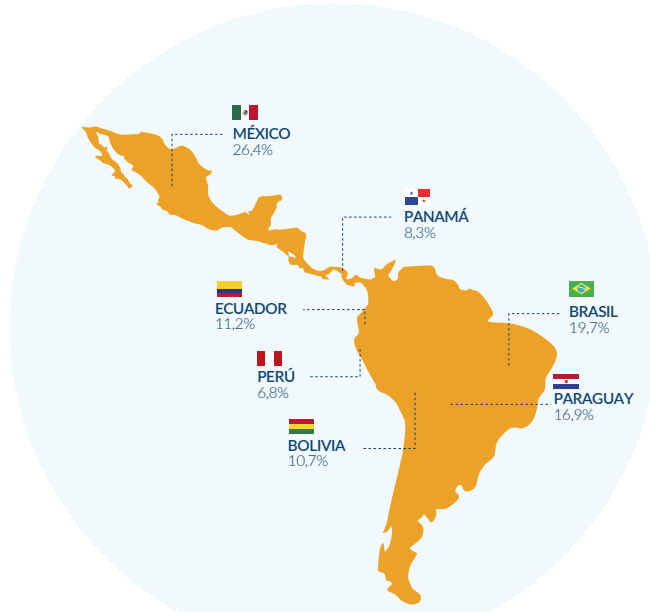 MÉXICO
26,4%
PANAMÁ
8,3%
ECUADOR
11,2%
BRASIL
19,7%
PERÚ
6,8%
PARAGUAY
16,9%
BOLIVIA
10,7%